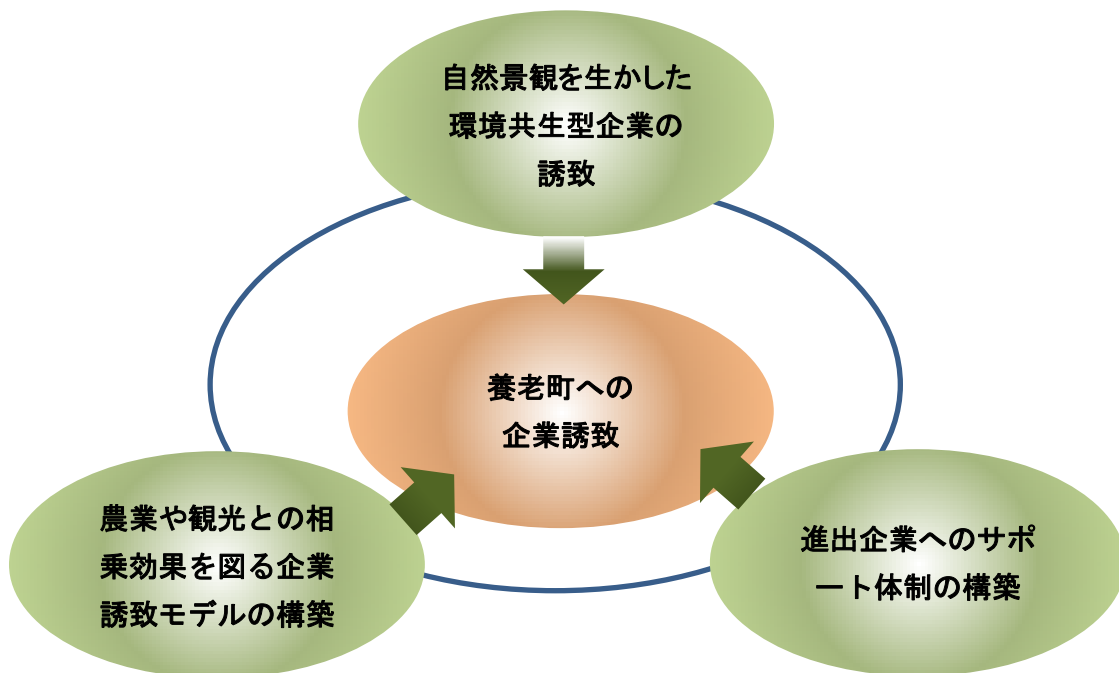 自然景観を生かした
環境共生型企業の
誘致
養老町への
企業誘致
農業や観光との相
乗効果を図る企業
誘致モデルの構築
進出企業へのサポ
ート体制の構築